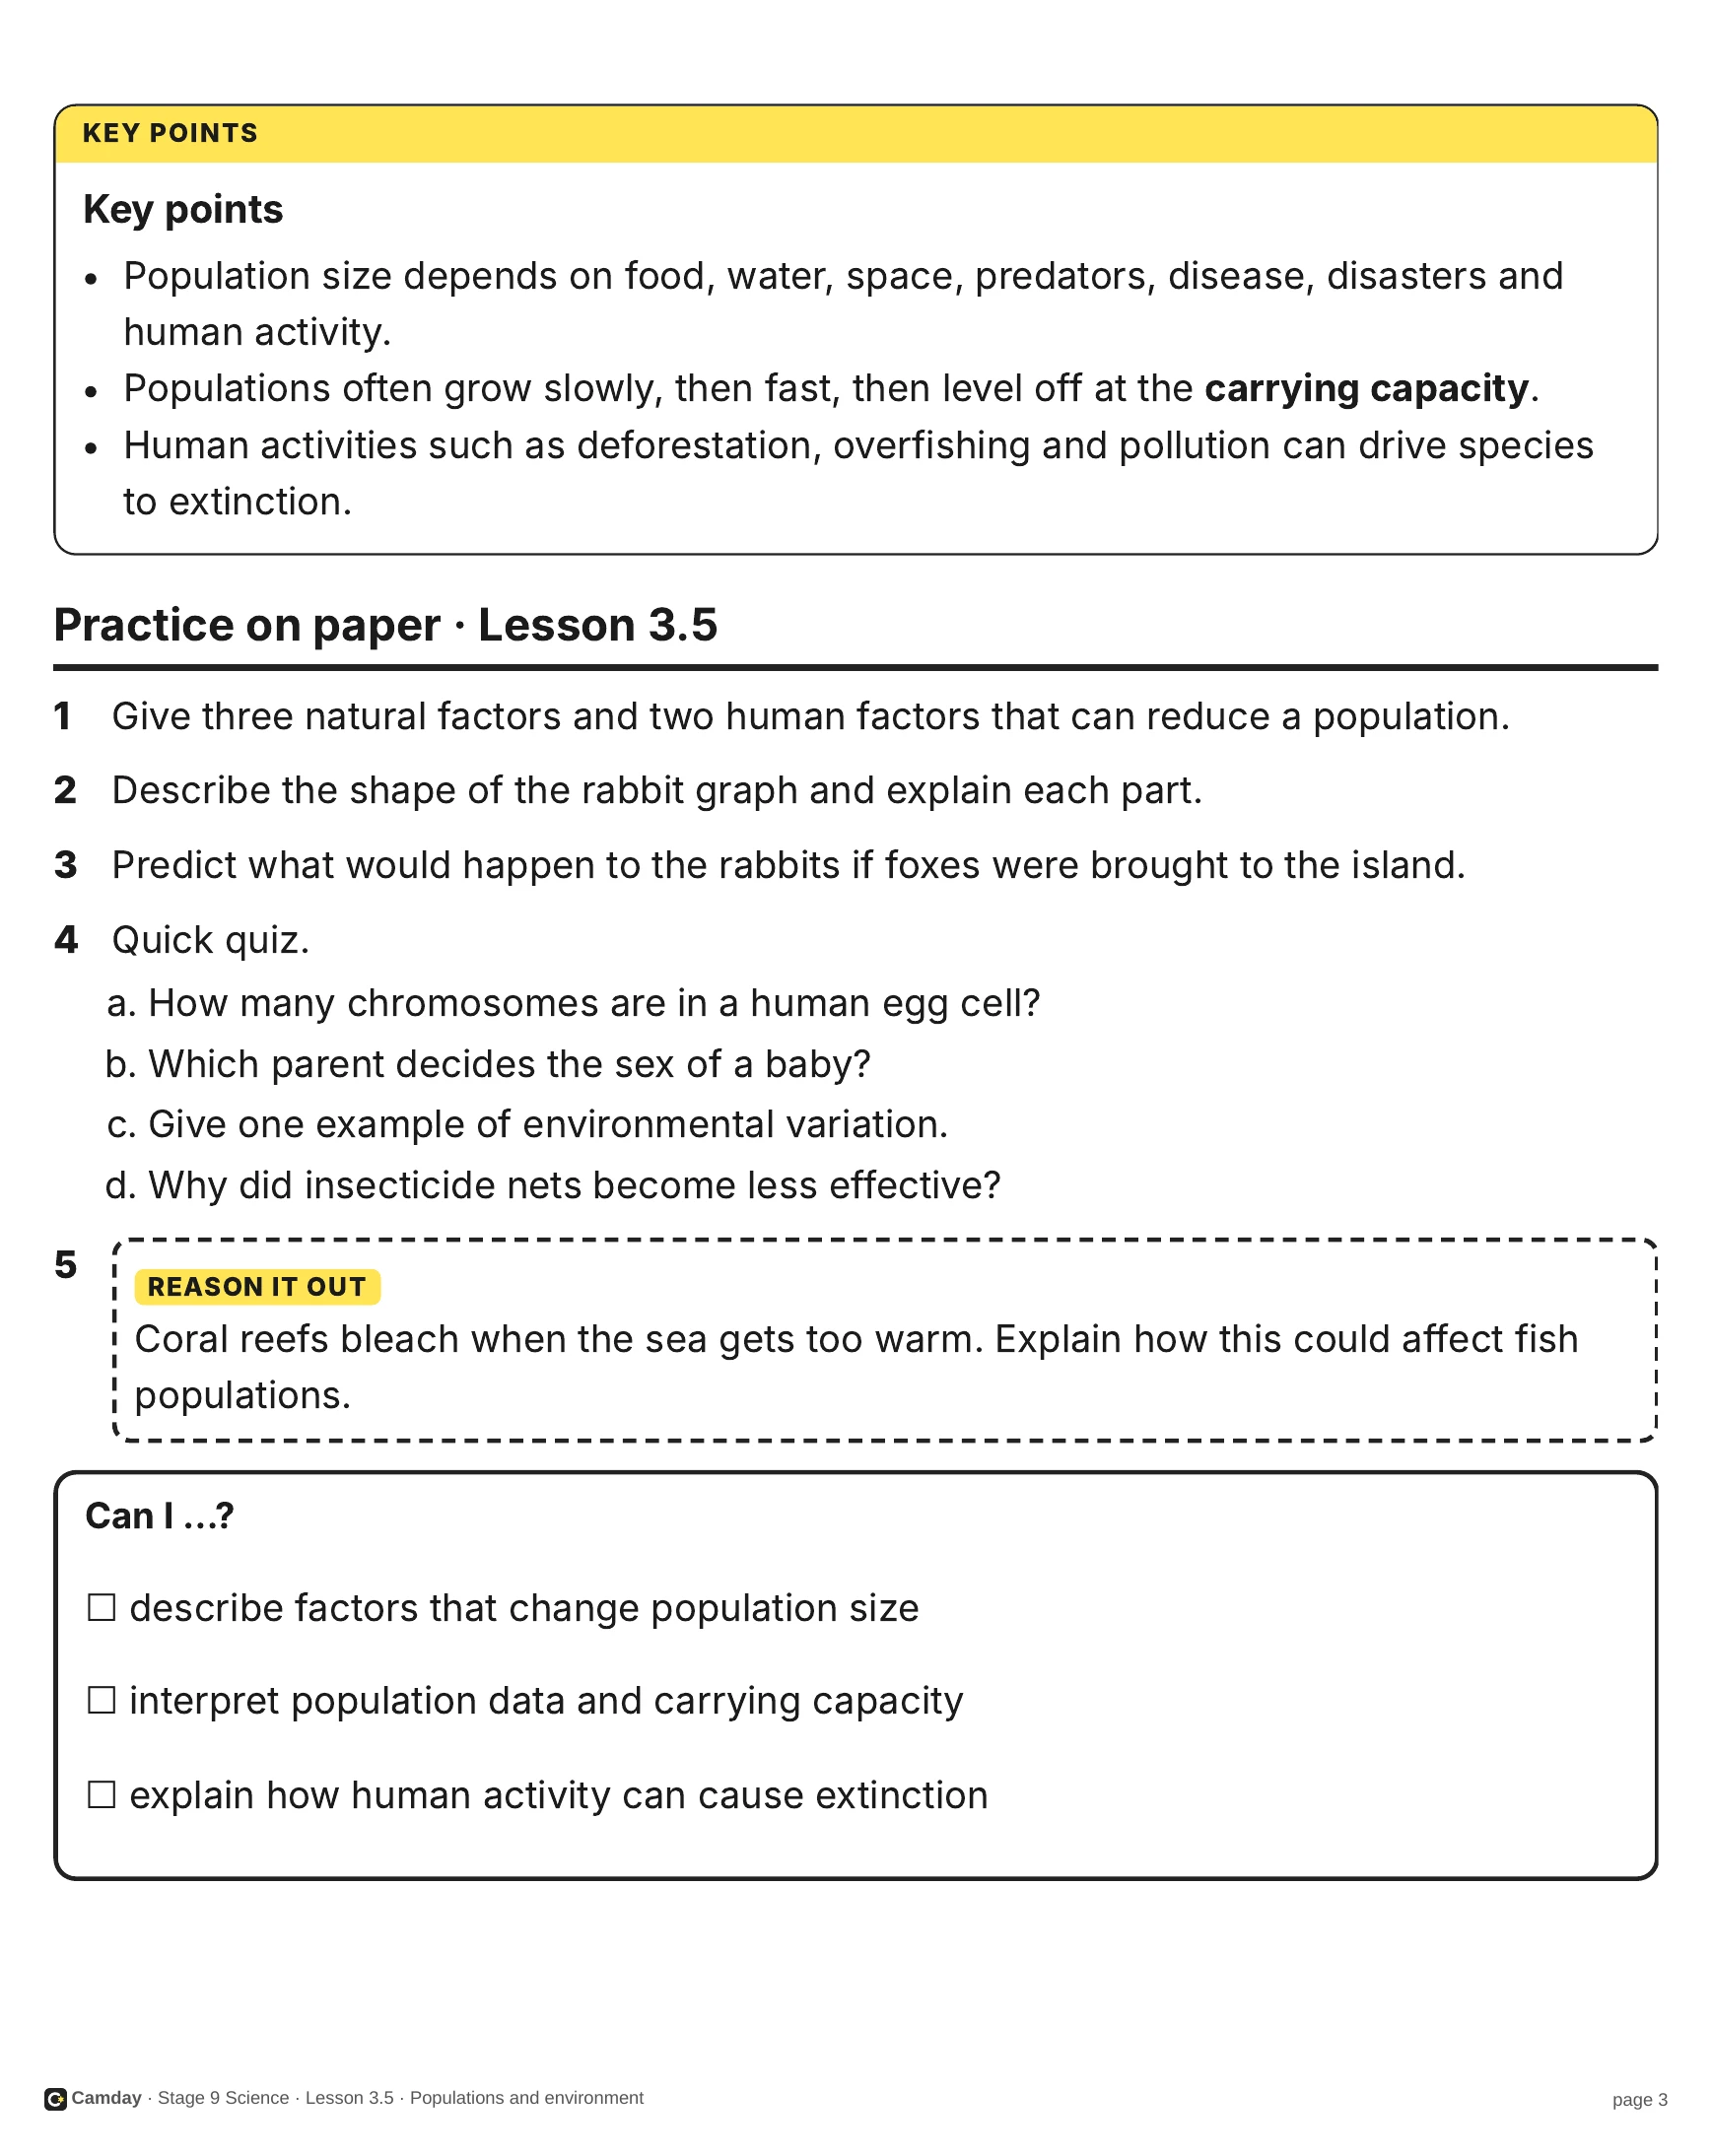 KEY POINTS
Key points
• Population size depends on food, water, space, predators, disease, disasters and
human activity.
• Populations often grow slowly, then fast, then level off at the carrying capacity.
• Human activities such as deforestation, overfishing and pollution can drive species
to extinction.
Practice on paper · Lesson 3.5
1 Give three natural factors and two human factors that can reduce a population.
2 Describe the shape of the rabbit graph and explain each part.
3 Predict what would happen to the rabbits if foxes were brought to the island.
4 Quick quiz.
a. How many chromosomes are in a human egg cell?
b. Which parent decides the sex of a baby?
c. Give one example of environmental variation.
d. Why did insecticide nets become less effective?
5 REASON IT OUT
Coral reefs bleach when the sea gets too warm. Explain how this could affect fish
populations.
Can I ...?
☐ describe factors that change population size
☐ interpret population data and carrying capacity
☐ explain how human activity can cause extinction
Camday · Stage 9 Science · Lesson 3.5 · Populations and environment page 3